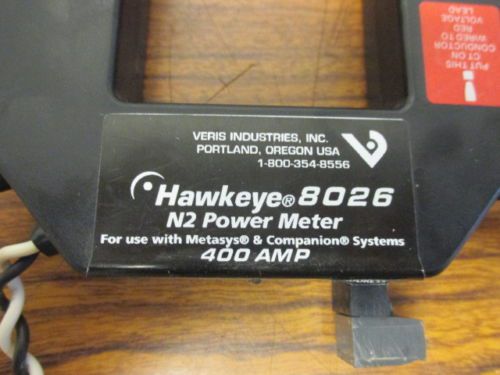 VERIS INDUSTRIES, INC.
PORTLAND, OREGON USA
1-800-354-8556
Hawkeye® 8026
N2 Power Meter
For use with Metasys® & Companion® Systems
400 AMP
PUT THIS
CT ON
CONDUCTOR
WIRED TO
RED
VOLTAGE
LEAD
!
ADDRESS